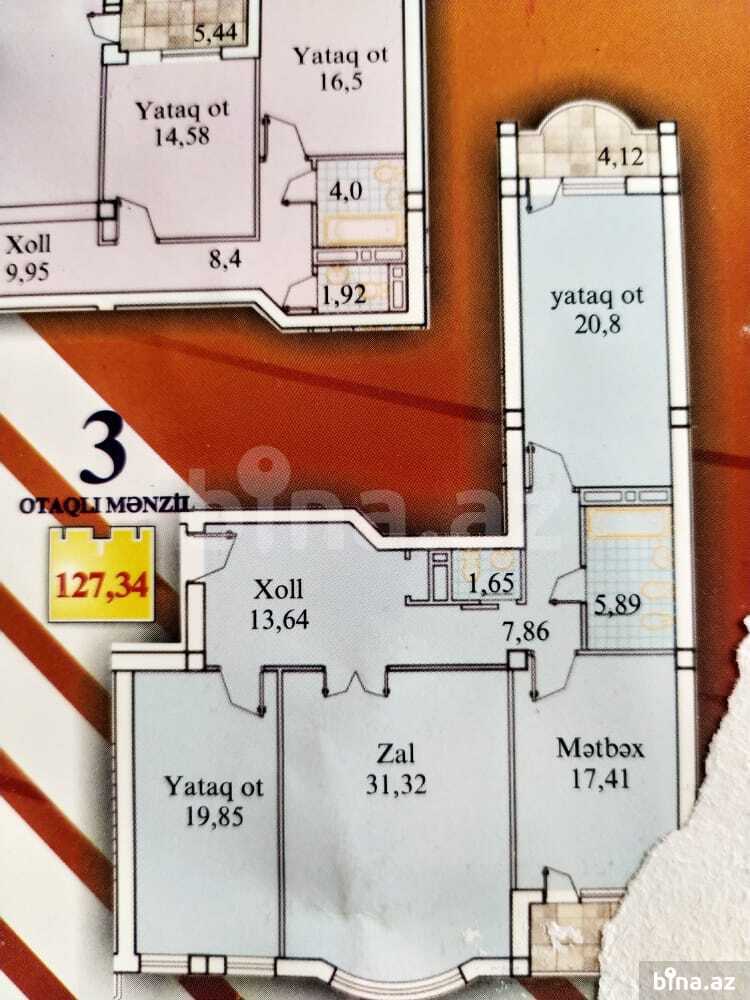 5,44
Yataq ot
16,5
Yataq ot
14,58
4,0
Xoll
9,95
8,4
1,92
4,12
yataq ot
20,8
3
OTAQLI MƏNZİL
127,34
bina.az
Xoll
13,64
1,65
5,89
7,86
Yataq ot
19,85
Zal
31,32
Mətbəx
17,41
bina.az